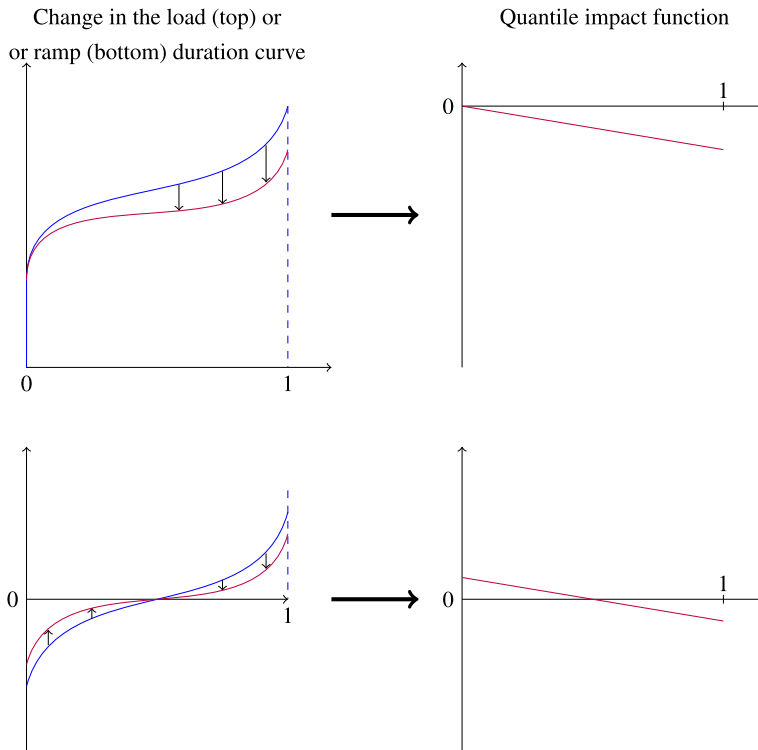 Change in the load (top) or
or ramp (bottom) duration curve
Quantile impact function
0
1
0
1
0
1
0
1